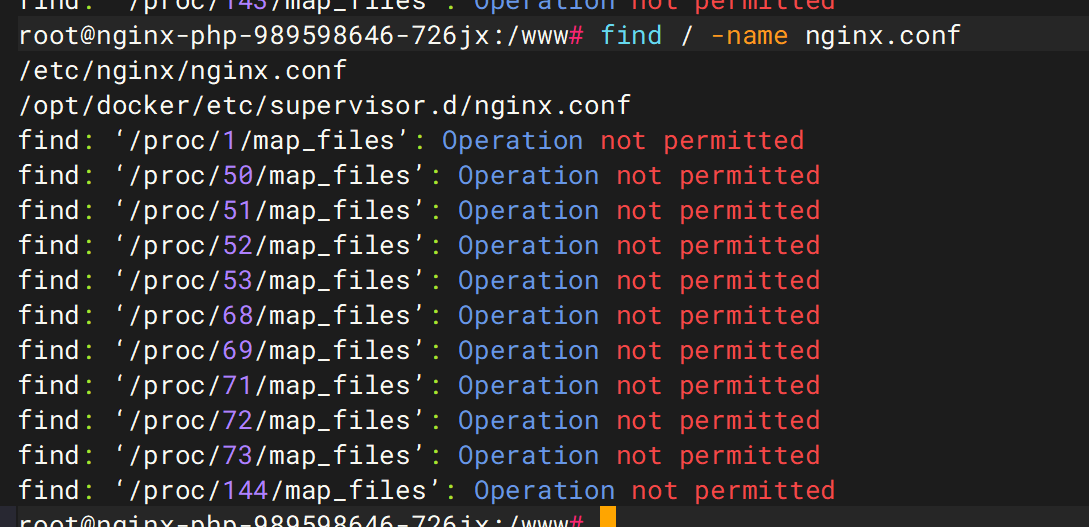 find: ‘/proc/143/map_files’: Operation not permitted
root@nginx-php-989598646-726jx:/www# find / -name nginx.conf
/etc/nginx/nginx.conf
/opt/docker/etc/supervisor.d/nginx.conf
find: ‘/proc/1/map_files’: Operation not permitted
find: ‘/proc/50/map_files’: Operation not permitted
find: ‘/proc/51/map_files’: Operation not permitted
find: ‘/proc/52/map_files’: Operation not permitted
find: ‘/proc/53/map_files’: Operation not permitted
find: ‘/proc/68/map_files’: Operation not permitted
find: ‘/proc/69/map_files’: Operation not permitted
find: ‘/proc/71/map_files’: Operation not permitted
find: ‘/proc/72/map_files’: Operation not permitted
find: ‘/proc/73/map_files’: Operation not permitted
find: ‘/proc/144/map_files’: Operation not permitted
root@nginx-php-989598646-726jx:/www#